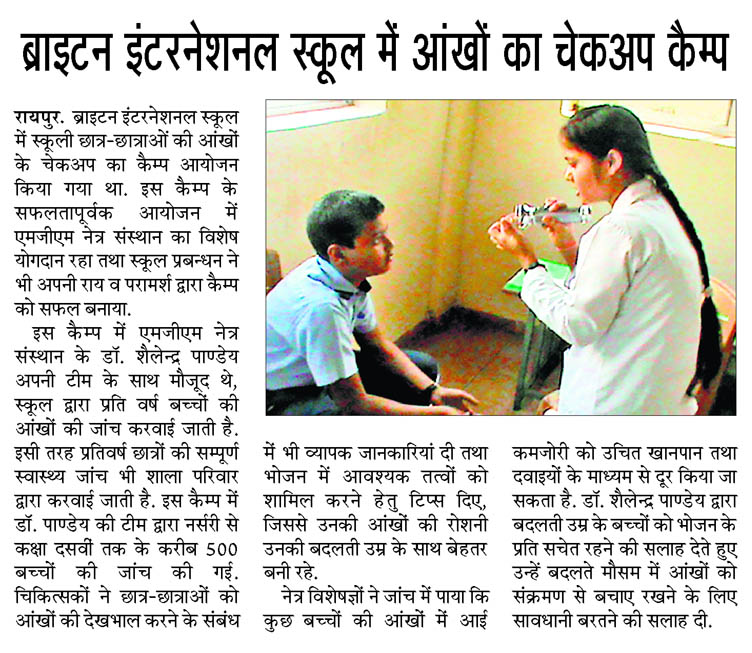 ब्राइटन इंटरनेशनल स्कूल में आंखों का चेकअप कैम्प
रायपुर. ब्राइटन इंटरनेशनल स्कूल
में स्कूली छात्र-छात्राओं की आंखों
के चेकअप का कैम्प आयोजन
किया गया था. इस कैम्प के
सफलतापूर्वक आयोजन में
एमजीएम नेत्र संस्थान का विशेष
योगदान रहा तथा स्कूल प्रबन्धन ने
भी अपनी राय व परामर्श द्वारा कैम्प
को सफल बनाया.
इस कैम्प में एमजीएम नेत्र
संस्थान के डॉ. शैलेन्द्र पाण्डेय
अपनी टीम के साथ मौजूद थे,
स्कूल द्वारा प्रति वर्ष बच्चों की
आंखों की जांच करवाई जाती है.
इसी तरह प्रतिवर्ष छात्रों की सम्पूर्ण
स्वास्थ्य जांच भी शाला परिवार
द्वारा करवाई जाती है. इस कैम्प में
डॉ. पाण्डेय की टीम द्वारा नर्सरी से
कक्षा दसवीं तक के करीब 500
बच्चों की जांच की गई.
चिकित्सकों ने छात्र-छात्राओं को
आंखों की देखभाल करने के संबंध
में भी व्यापक जानकारियां दी तथा
भोजन में आवश्यक तत्वों को
शामिल करने हेतु टिप्स दिए,
जिससे उनकी आंखों की रोशनी
उनकी बदलती उम्र के साथ बेहतर
बनी रहे.
नेत्र विशेषज्ञों ने जांच में पाया कि
कुछ बच्चों की आंखों में आई
कमजोरी को उचित खानपान तथा
दवाइयों के माध्यम से दूर किया जा
सकता है. डॉ. शैलेन्द्र पाण्डेय द्वारा
बदलती उम्र के बच्चों को भोजन के
प्रति सचेत रहने की सलाह देते हुए
उन्हें बदलते मौसम में आंखों को
संक्रमण से बचाए रखने के लिए
सावधानी बरतने की सलाह दी.